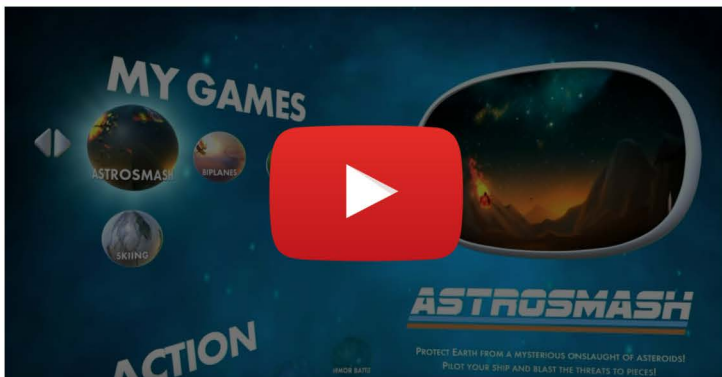 MY GAMES
ASTROSMASH
BIPLANES
SKIING
ACTION
ASTROSMASH
PROTECT EARTH FROM A MYSTERIOUS ONSLAUGHT OF ASTEROIDS!
PILOT YOUR SHIP AND BLAST THE THREATS TO PIECES!